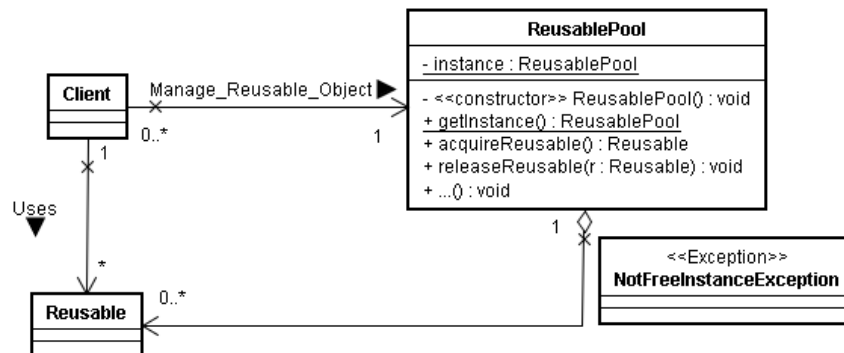 ReusablePool
- instance : ReusablePool
Client
Manage_Reusable_Object
- <<constructor>> ReusablePool() : void
+ getInstance() : ReusablePool
+ acquireReusable() : Reusable
+ releaseReusable(r : Reusable) : void
+ ...() : void
0..*
1
1
Uses
1
<<Exception>>
NotFreeInstanceException
*
0..*
Reusable